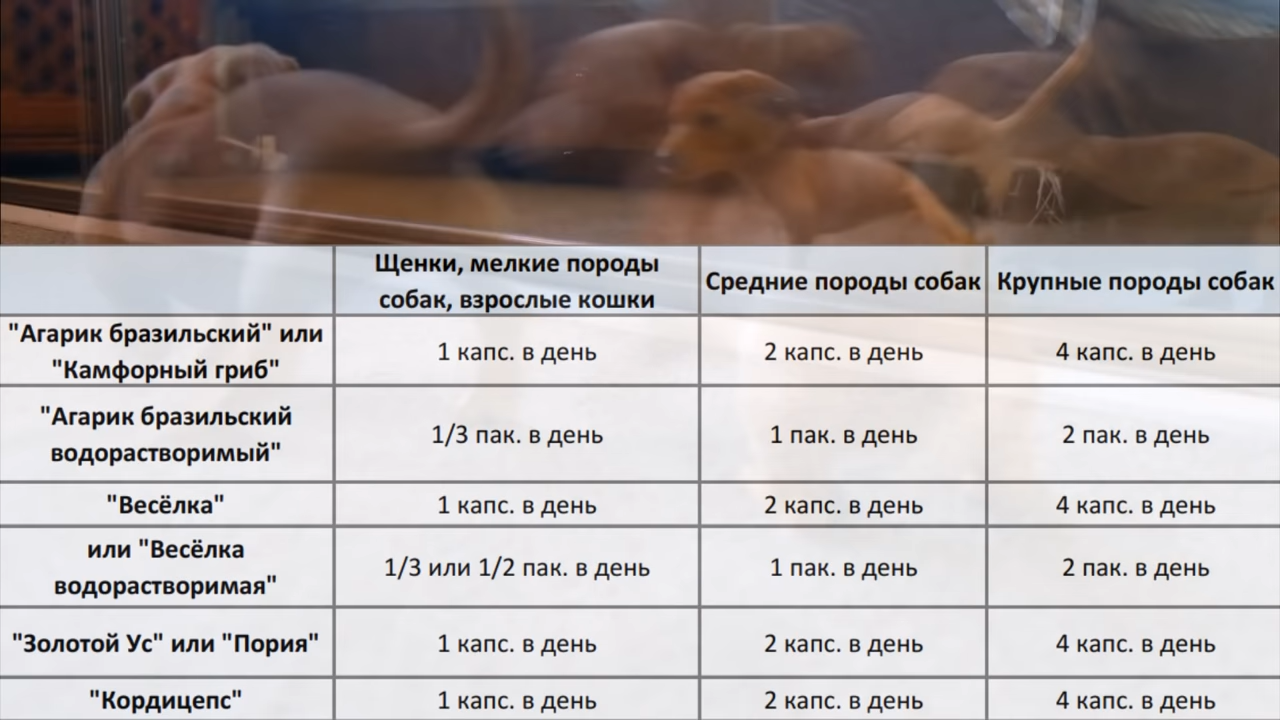 Щенки, мелкие породы
собак, взрослые кошки
Средние породы собак
Крупные породы собак
"Агарик бразильский" или
"Камфорный гриб"
1 капс. в день
2 капс. в день
4 капс. в день
"Агарик бразильский
водорастворимый"
1/3 пак. в день
1 пак. в день
2 пак. в день
"Весёлка"
1 капс. в день
2 капс. в день
4 капс. в день
или "Весёлка
водорастворимая"
1/3 или 1/2 пак. в день
1 пак. в день
2 пак. в день
"Золотой Ус" или "Пория"
1 капс. в день
2 капс. в день
4 капс. в день
"Кордицепс"
1 капс. в день
2 капс. в день
4 капс. в день